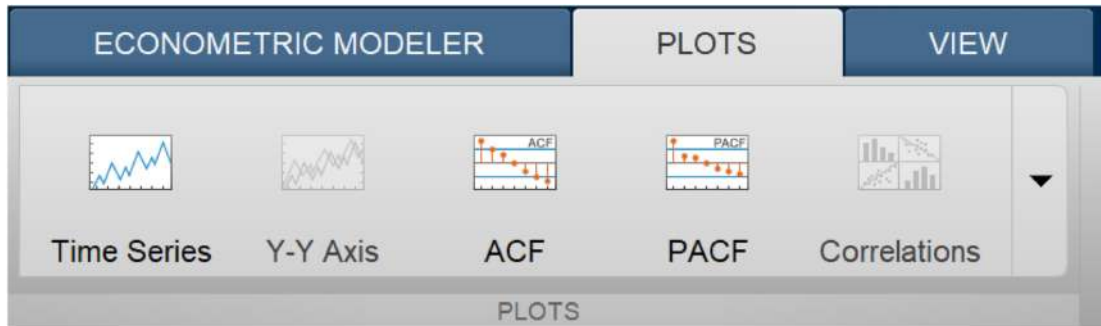 ECONOMETRIC MODELER PLOTS VIEW
ACF PACF
Time Series Y-Y Axis ACF PACF Correlations
PLOTS